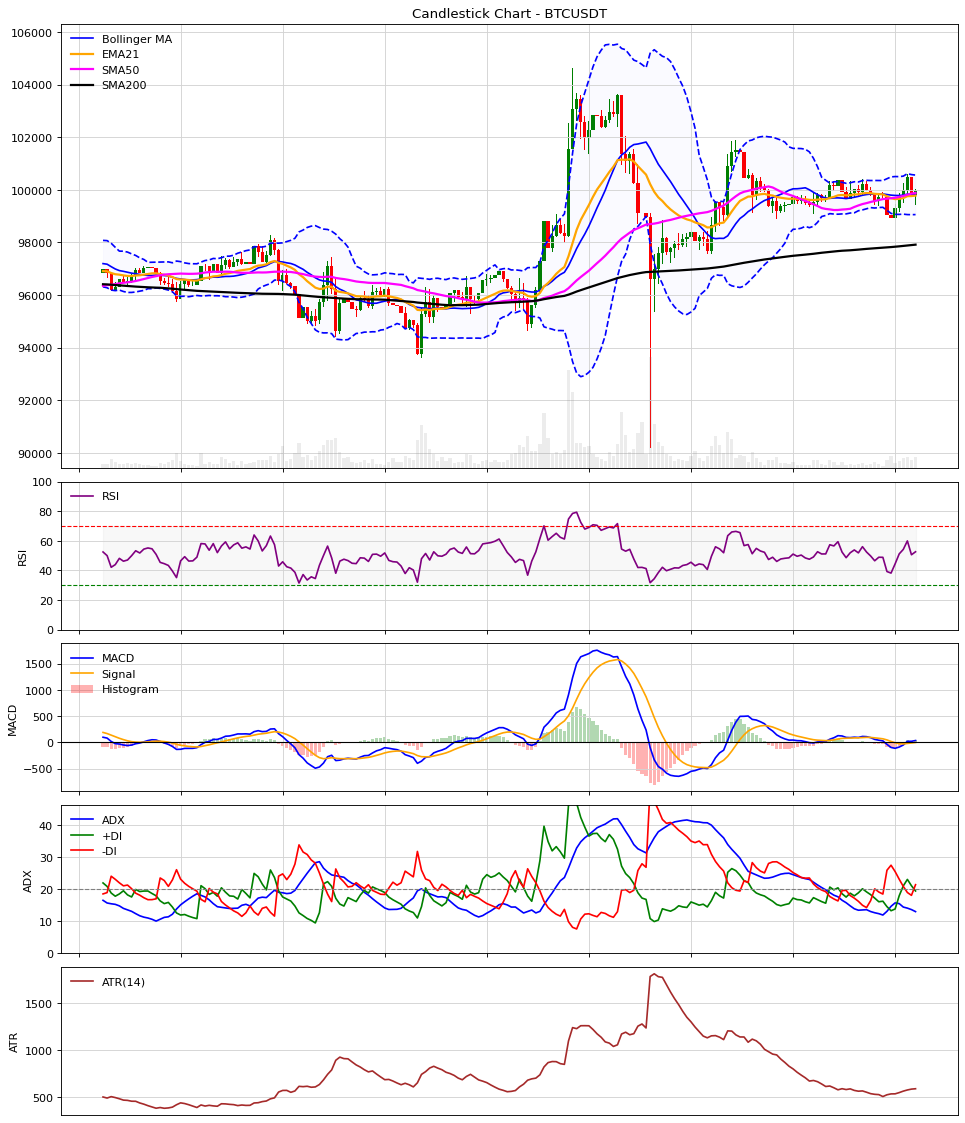 Candlestick Chart - BTCUSDT
106000
104000
102000
100000
98000
96000
94000
92000
90000
Bollinger MA
EMA21
SMA50
SMA200
100
80
60
40
20
0
RSI
RSI
1500
1000
500
0
−500
MACD
MACD
Signal
Histogram
40
30
20
10
0
ADX
ADX
+DI
-DI
1500
1000
500
ATR
ATR(14)